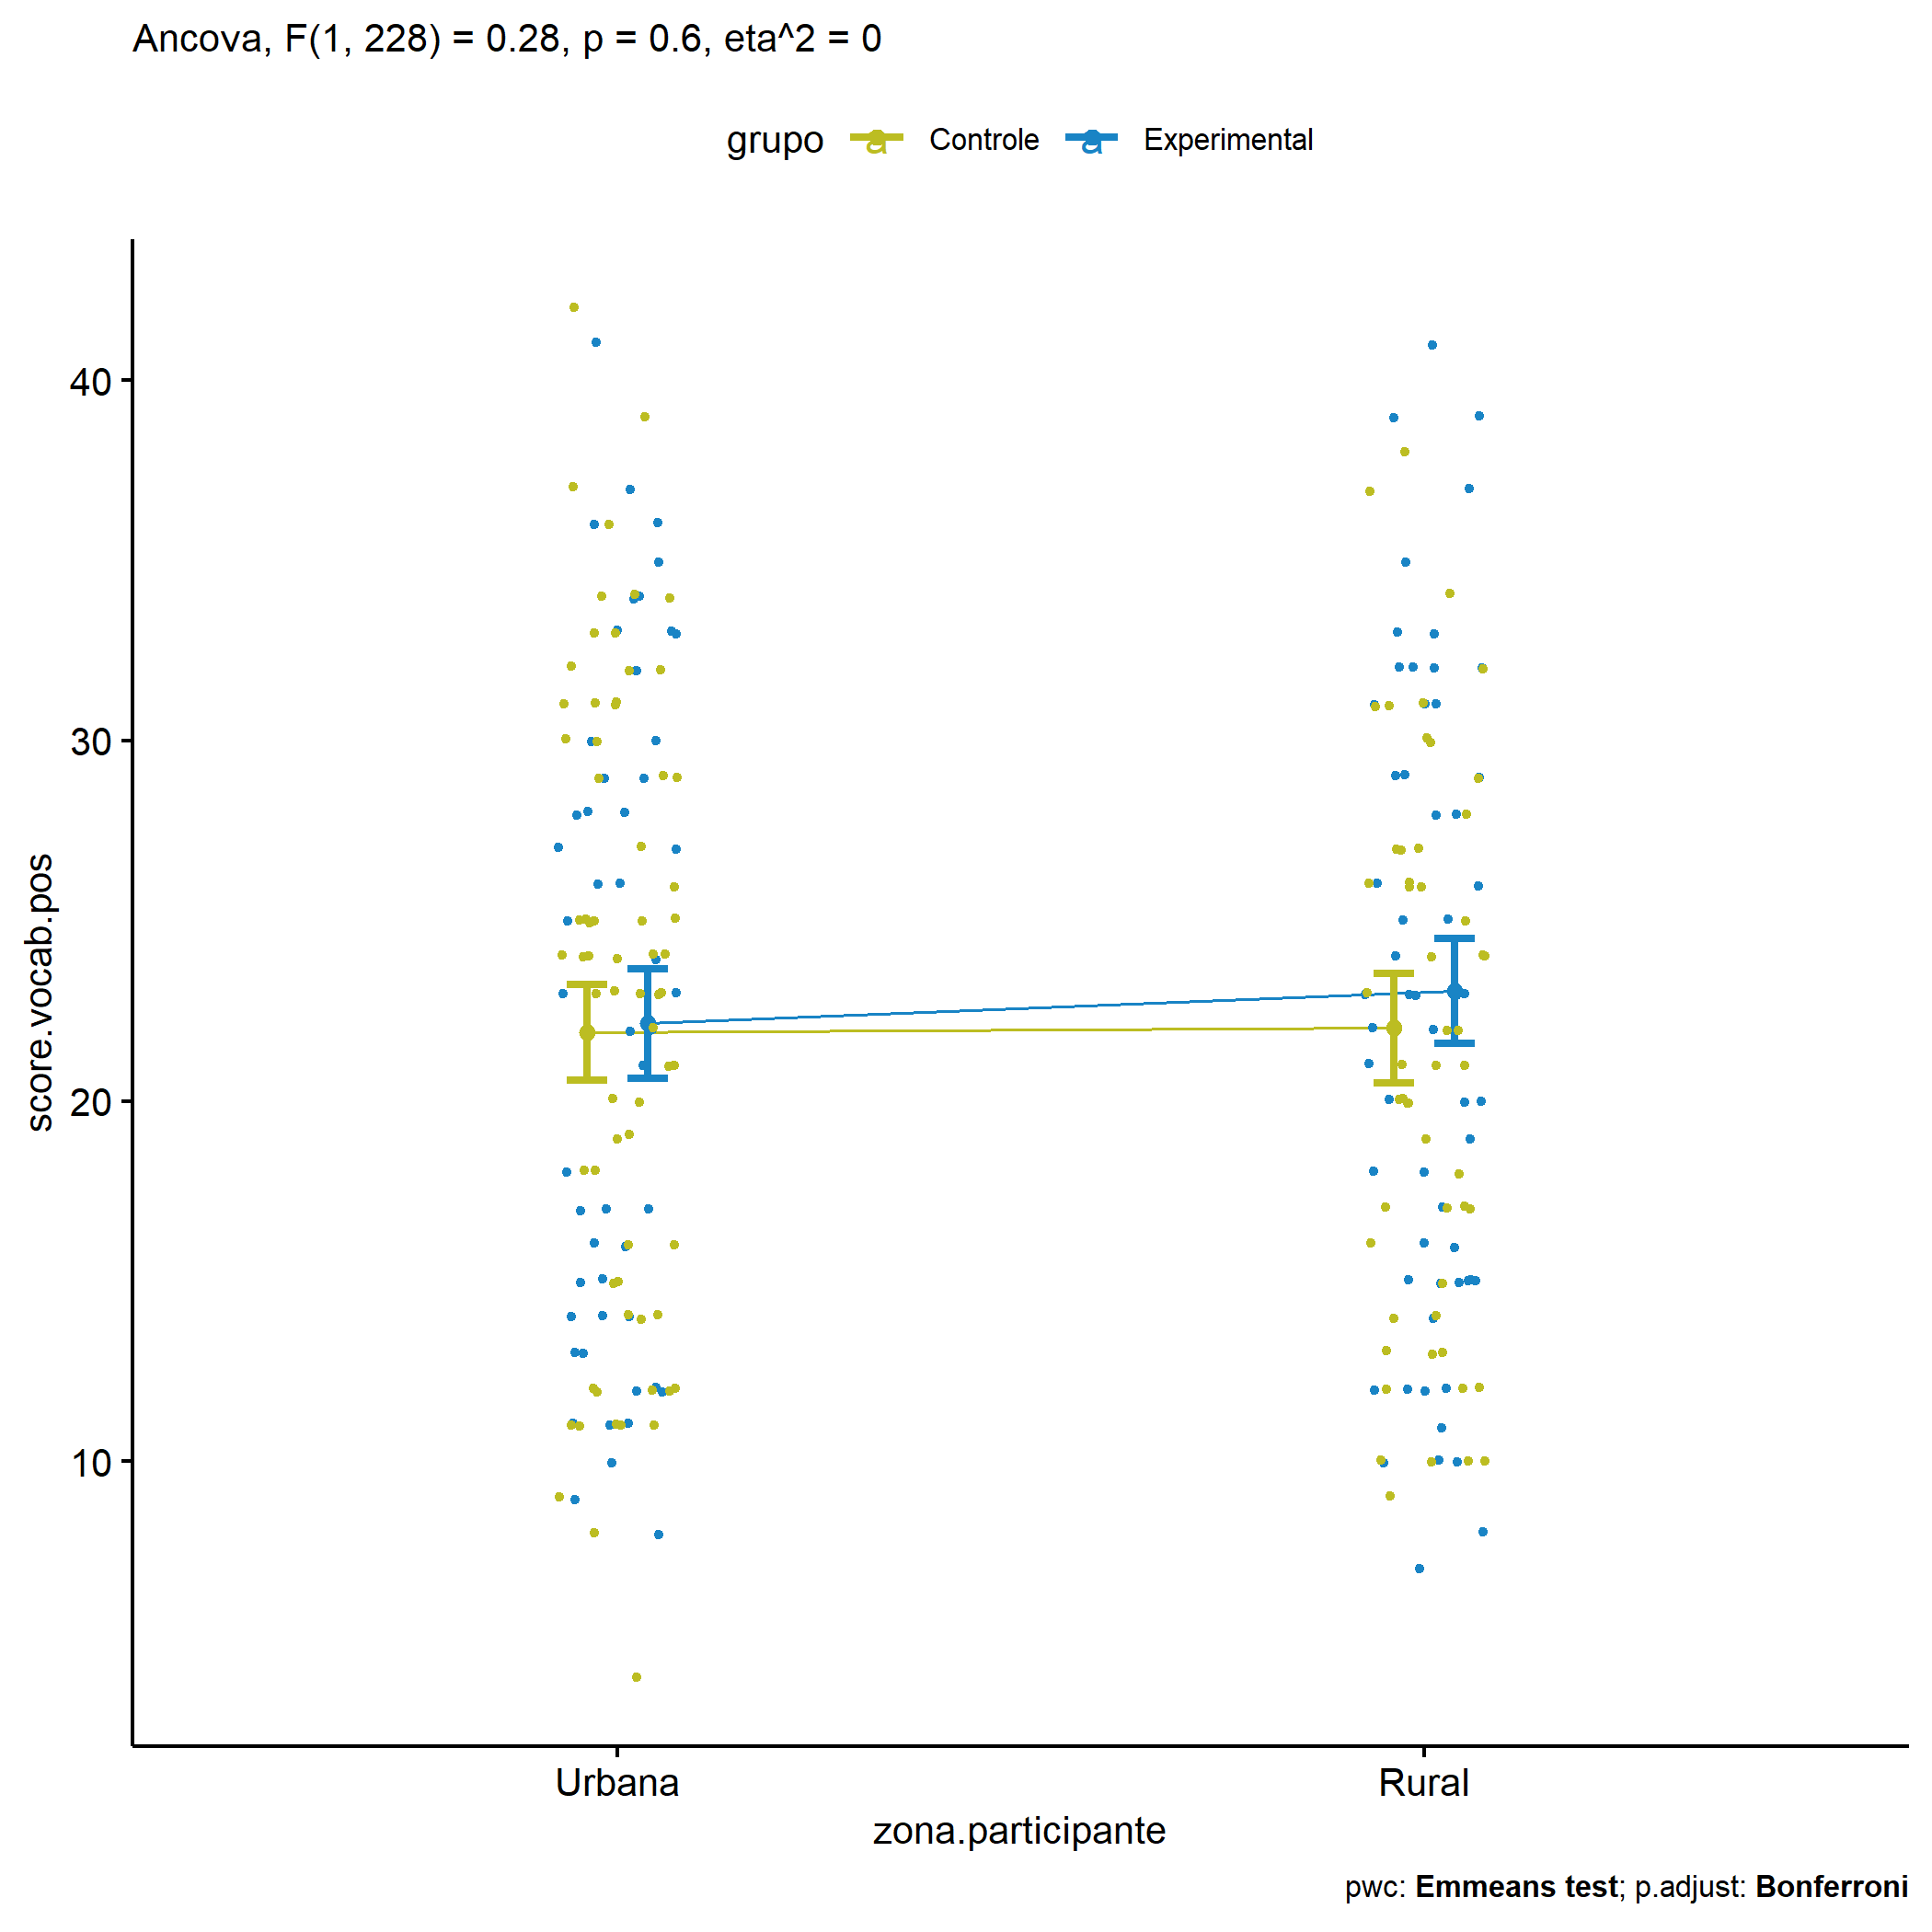 Ancova, F(1, 228) = 0.28, p = 0.6, eta^2 = 0
grupo a Controle a Experimental
40
30
20
10
score.vocab.pos
Urbana Rural
zona.participante
pwc: Emmeans test; p.adjust: Bonferroni